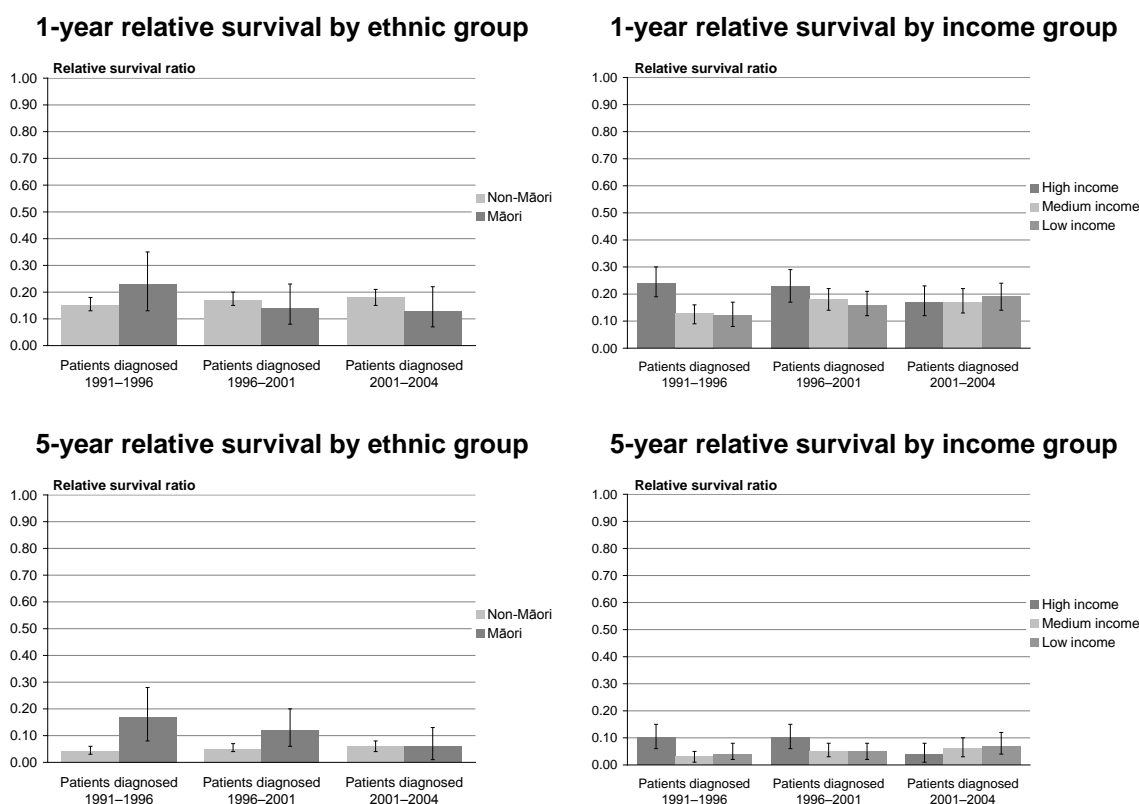 1-year relative survival by ethnic group
Relative survival ratio
1.00
0.90
0.80
0.70
0.60
0.50
0.40
0.30
0.20
0.10
0.00
Non-Māori
Māori
Patients diagnosed
1991–1996
Patients diagnosed
1996–2001
Patients diagnosed
2001–2004
1-year relative survival by income group
Relative survival ratio
1.00
0.90
0.80
0.70
0.60
0.50
0.40
0.30
0.20
0.10
0.00
High income
Medium income
Low income
Patients diagnosed
1991–1996
Patients diagnosed
1996–2001
Patients diagnosed
2001–2004
5-year relative survival by ethnic group
Relative survival ratio
1.00
0.90
0.80
0.70
0.60
0.50
0.40
0.30
0.20
0.10
0.00
Non-Māori
Māori
Patients diagnosed
1991–1996
Patients diagnosed
1996–2001
Patients diagnosed
2001–2004
5-year relative survival by income group
Relative survival ratio
1.00
0.90
0.80
0.70
0.60
0.50
0.40
0.30
0.20
0.10
0.00
High income
Medium income
Low income
Patients diagnosed
1991–1996
Patients diagnosed
1996–2001
Patients diagnosed
2001–2004